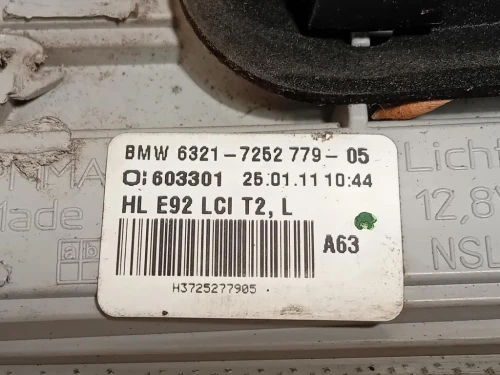 BMW 6321-7252 779-05
603301 25.01.11 10:44
HL E92 LCI T2, L
A63
H3725277905
Made
Licht
12,8V
NSL